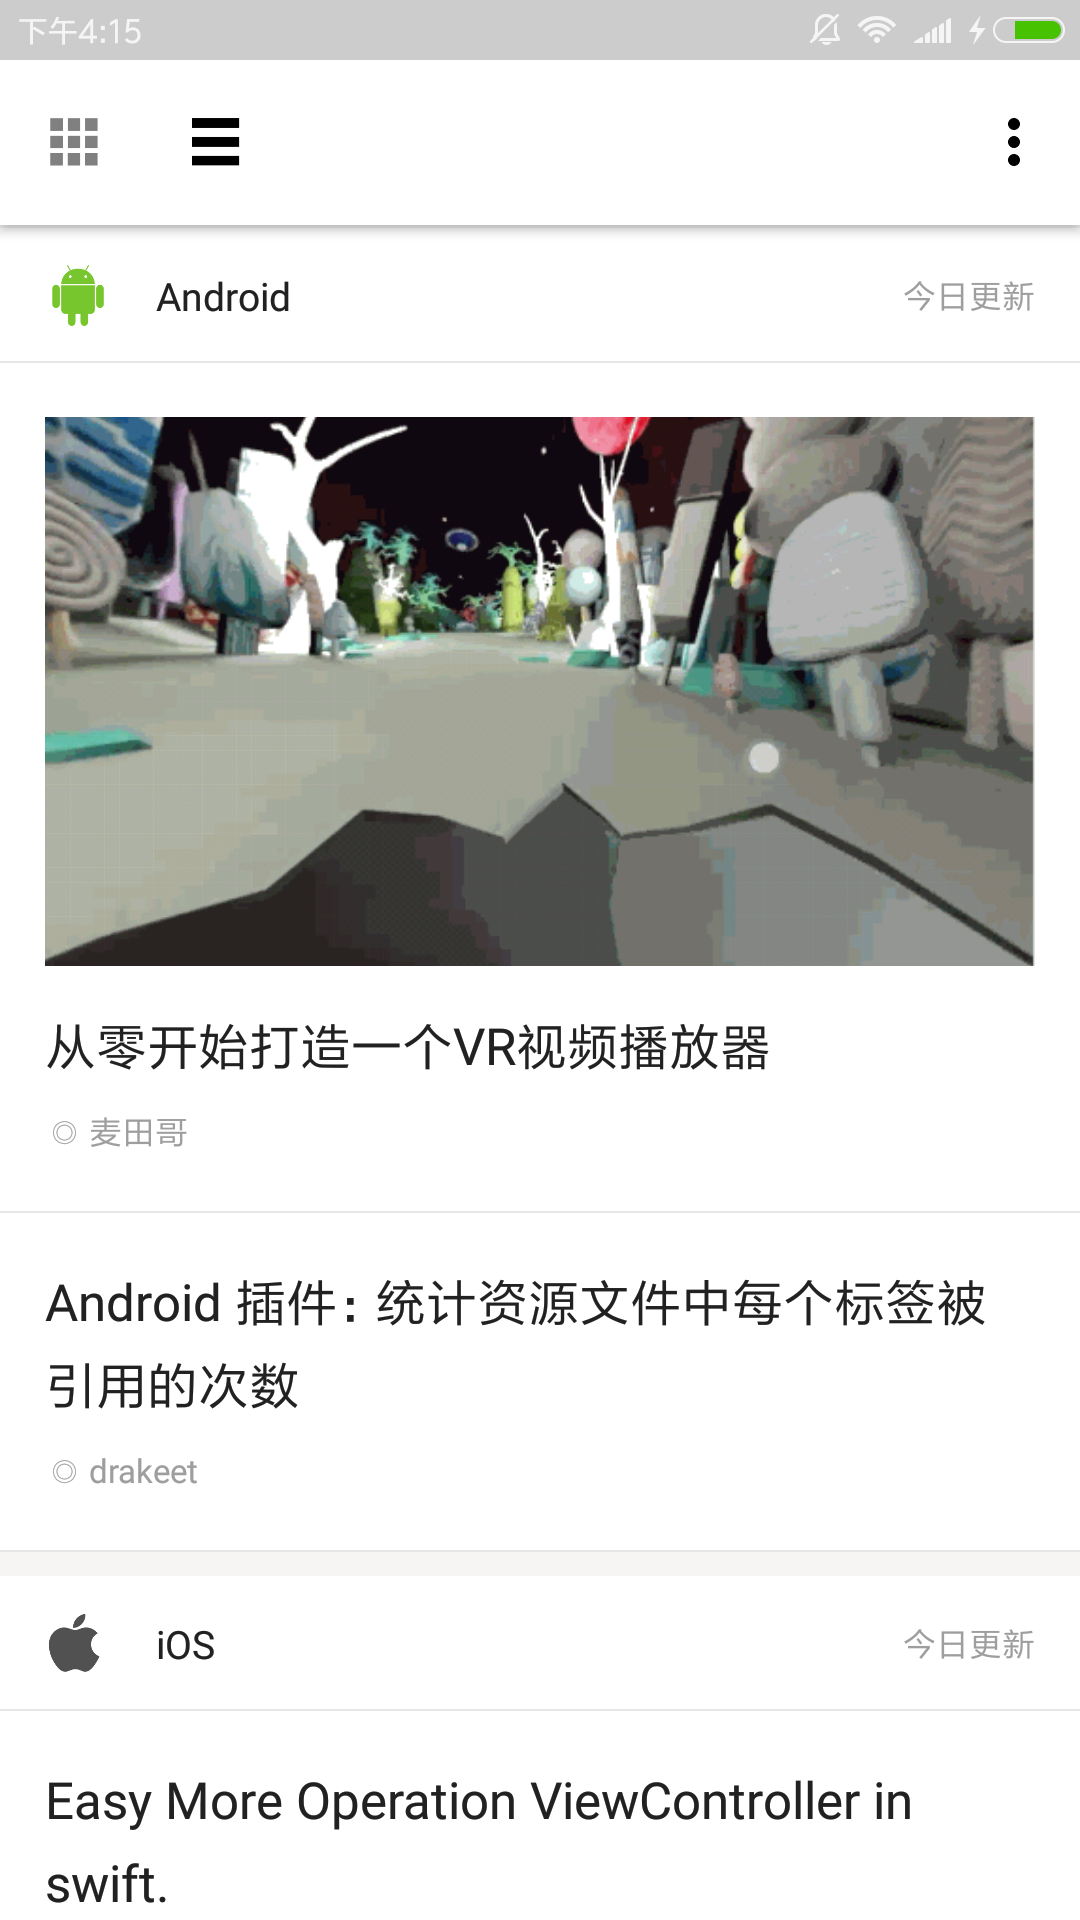 下午4:15
Android
今日更新
从零开始打造一个VR视频播放器
◎ 麦田哥
Android 插件：统计资源文件中每个标签被
引用的次数
◎ drakeet
iOS
今日更新
Easy More Operation ViewController in
swift.